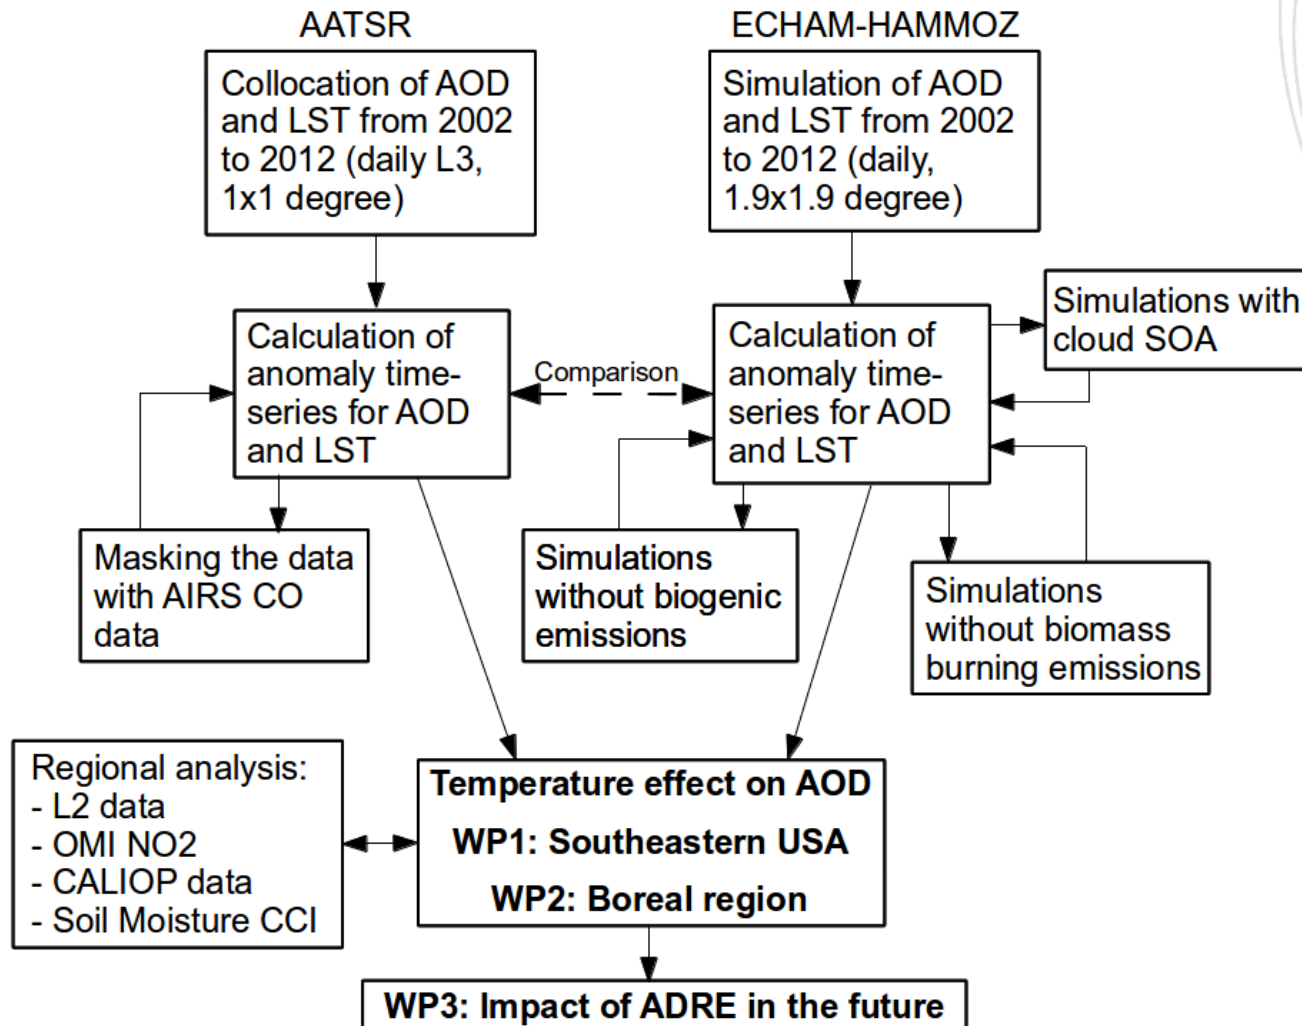 AATSR
ECHAM-HAMMOZ
Collocation of AOD
and LST from 2002
to 2012 (daily L3,
1x1 degree)
Simulation of AOD
and LST from 2002
to 2012 (daily,
1.9x1.9 degree)
Calculation of
anomaly time-
series for AOD
and LST
Comparison
Calculation of
anomaly time-
series for AOD
and LST
Simulations with
cloud SOA
Masking the data
with AIRS CO
data
Simulations
without biogenic
emissions
Simulations
without biomass
burning emissions
Regional analysis:
- L2 data
- OMI NO2
- CALIOP data
- Soil Moisture CCI
Temperature effect on AOD
WP1: Southeastern USA
WP2: Boreal region
WP3: Impact of ADRE in the future